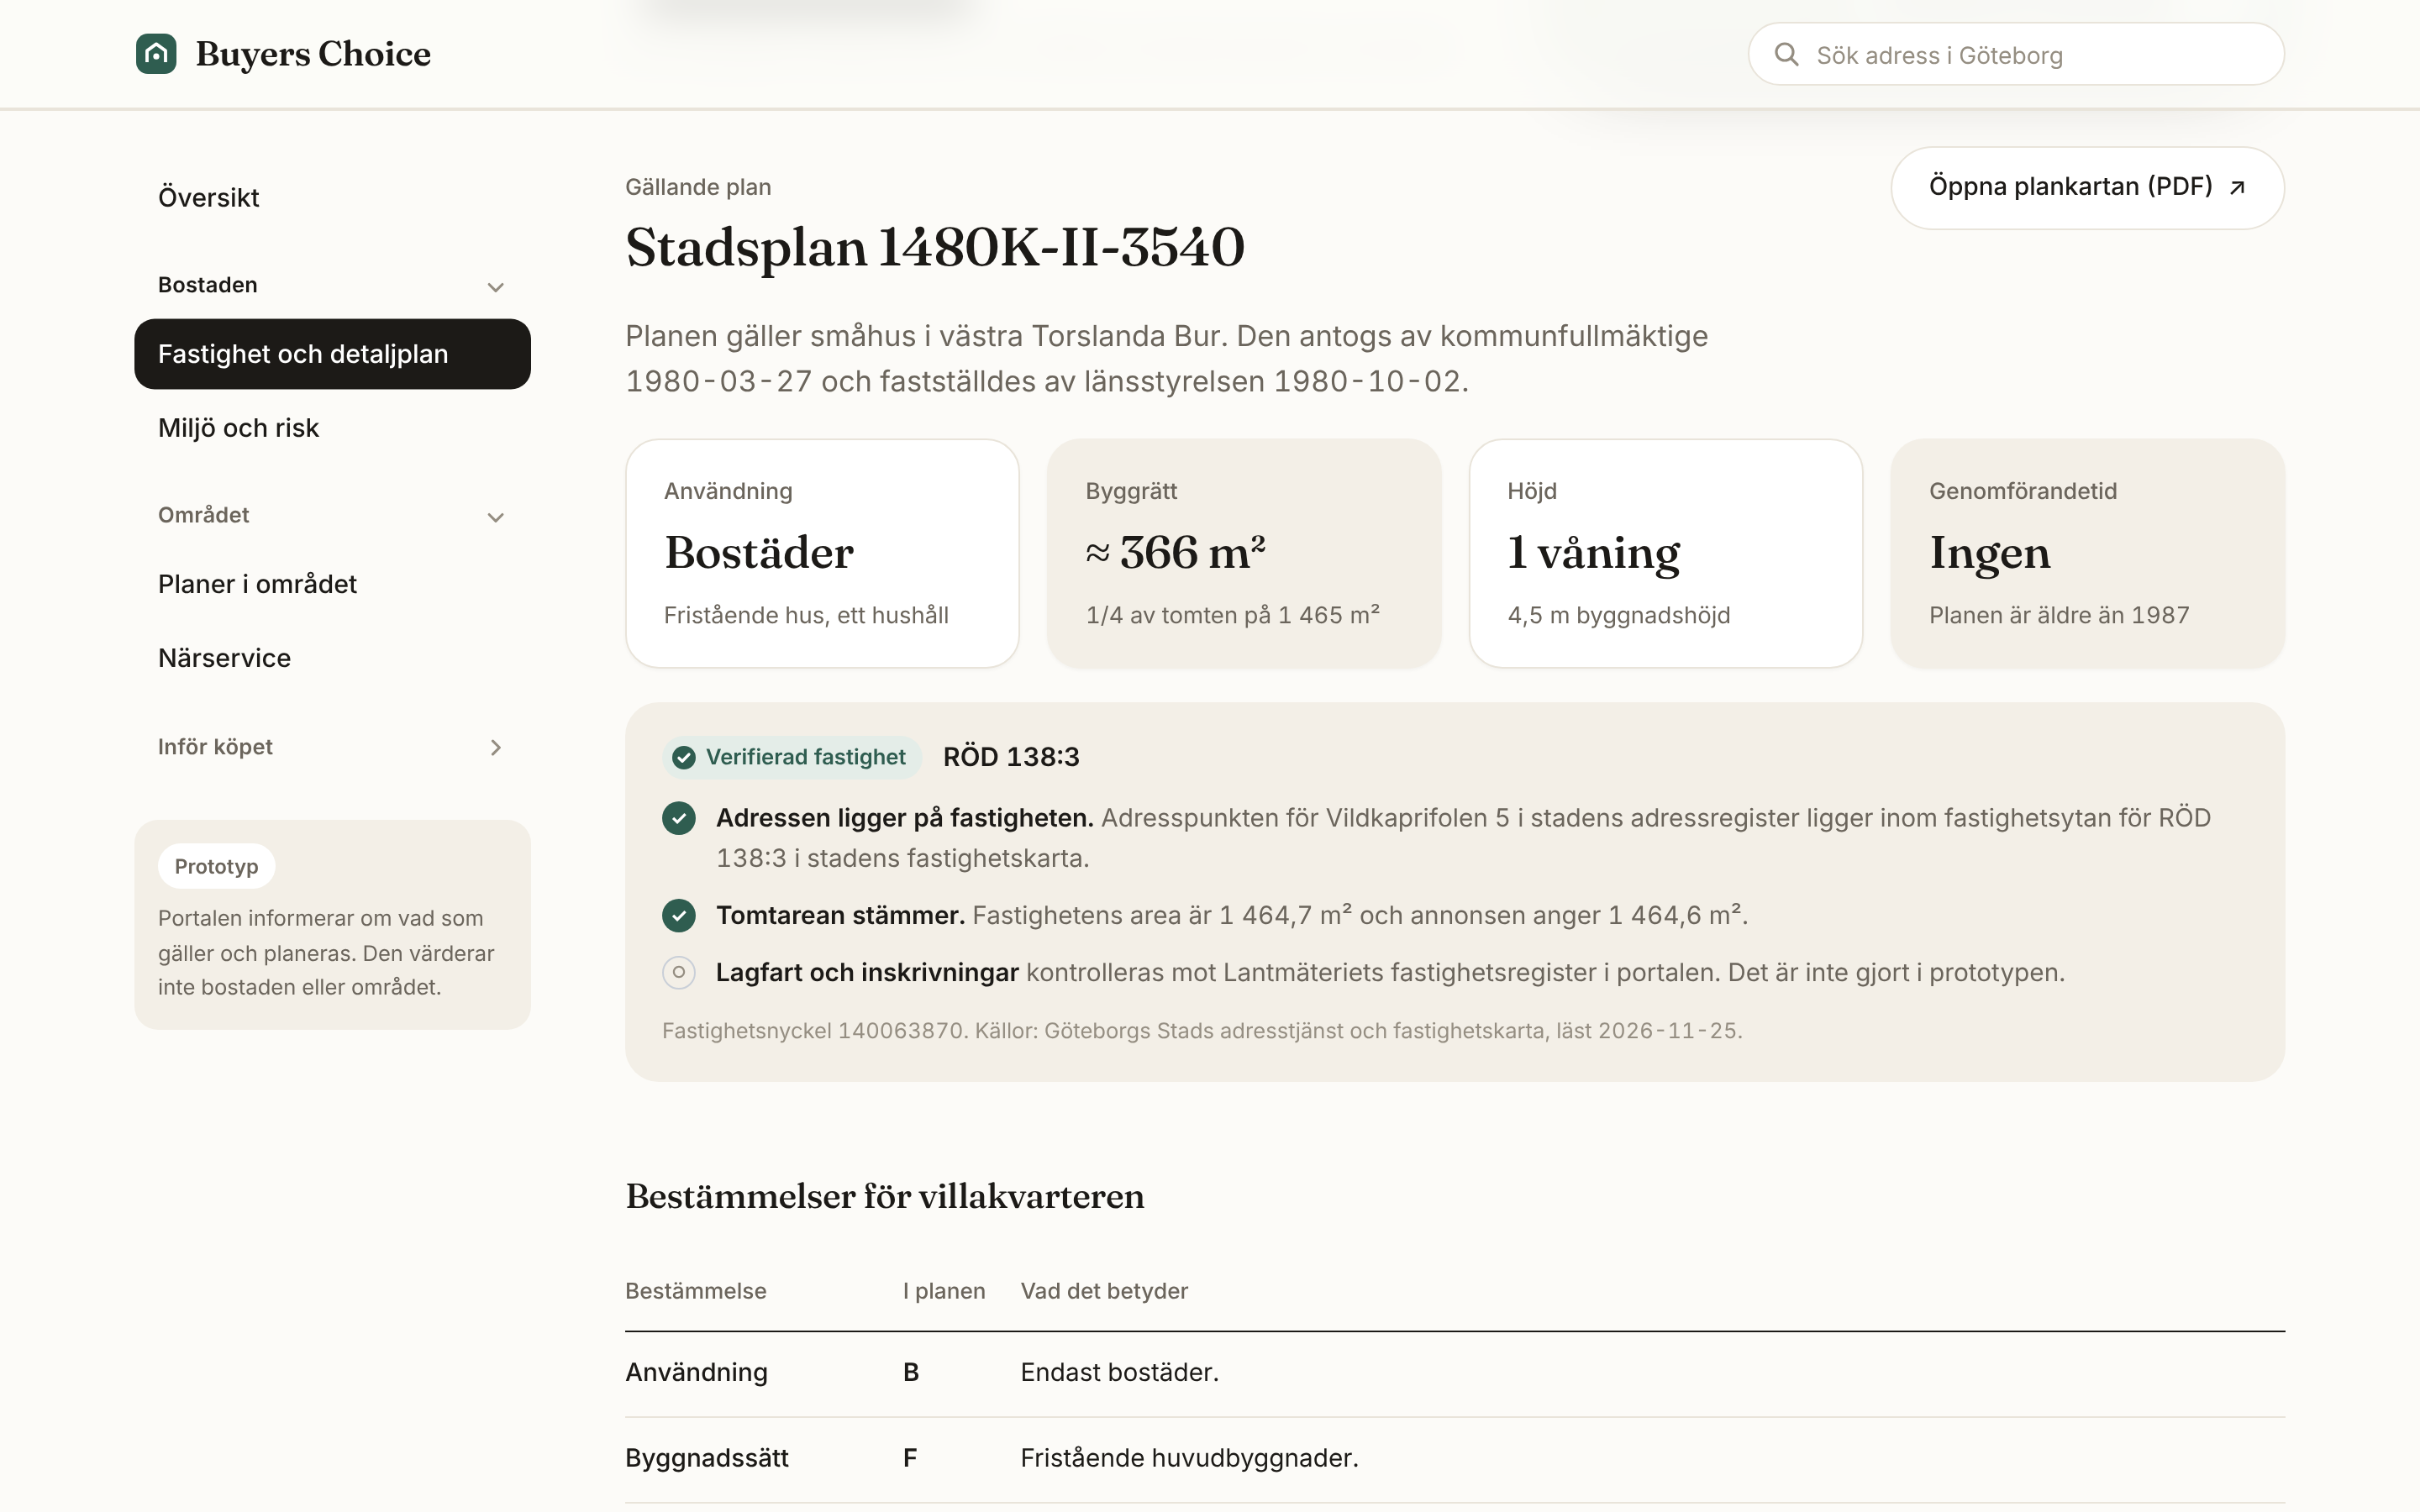 Buyers Choice
Sök adress i Göteborg
Översikt
Bostaden
Fastighet och detaljplan
Miljö och risk
Området
Planer i området
Närservice
Inför köpet
Prototyp
Portalen informerar om vad som
gäller och planeras. Den värderar
inte bostaden eller området.
Gällande plan
Öppna plankartan (PDF)
Stadsplan 1480K-II-3540
Planen gäller småhus i västra Torslanda Bur. Den antogs av kommunfullmäktige
1980-03-27 och fastställdes av länsstyrelsen 1980-10-02.
Användning
Bostäder
Fristående hus, ett hushåll
Byggrätt
≈ 366 m²
1/4 av tomten på 1 465 m²
Höjd
1 våning
4,5 m byggnadshöjd
Genomförandetid
Ingen
Planen är äldre än 1987
Verifierad fastighet RÖD 138:3
Adressen ligger på fastigheten. Adresspunkten för Vildkaprifolen 5 i stadens adressregister ligger inom fastighetsytan för RÖD
138:3 i stadens fastighetskarta.
Tomtarean stämmer. Fastighetens area är 1 464,7 m² och annonsen anger 1 464,6 m².
Lagfart och inskrivningar kontrolleras mot Lantmäteriets fastighetsregister i portalen. Det är inte gjort i prototypen.
Fastighetsnyckel 140063870. Källor: Göteborgs Stads adresstjänst och fastighetskarta, läst 2026-11-25.
Bestämmelser för villakvarteren
Bestämmelse I planen Vad det betyder
Användning B Endast bostäder.
Byggnadssätt F Fristående huvudbyggnader.